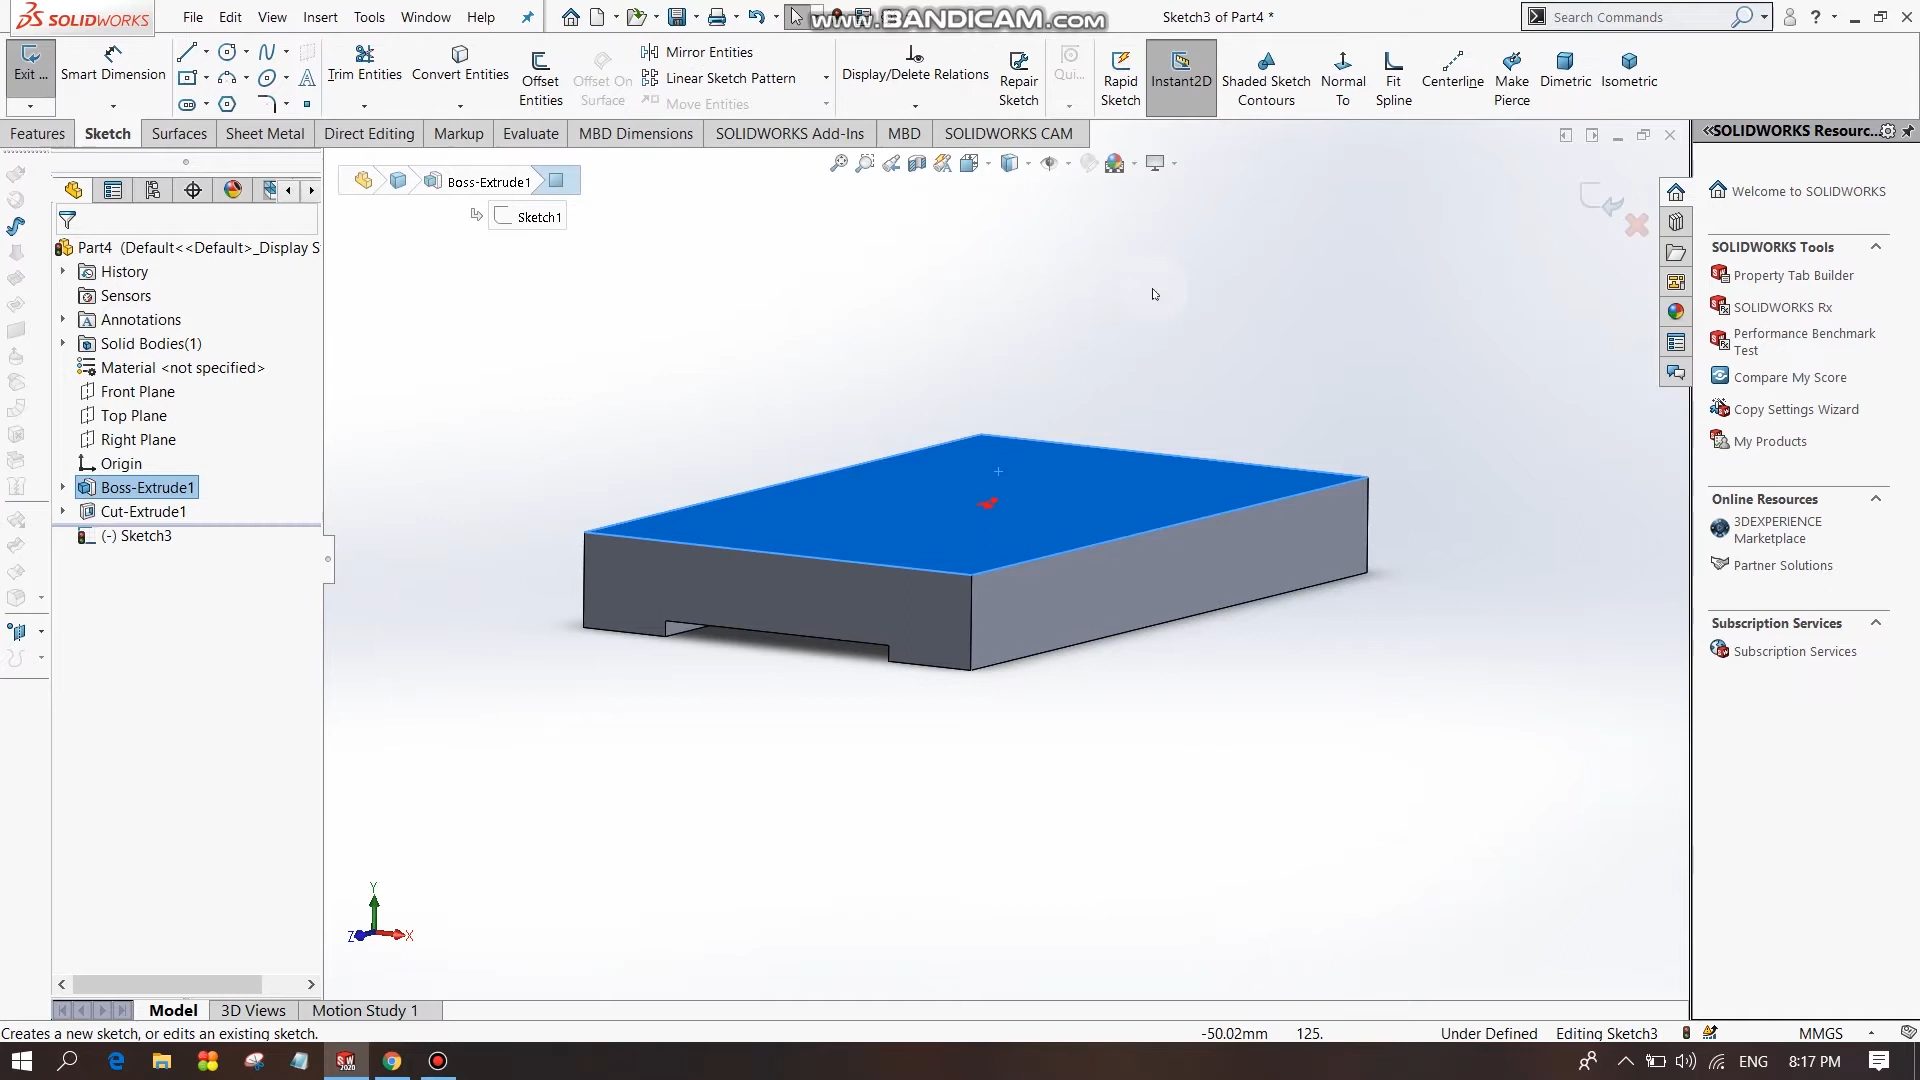 SOLIDWORKS File Edit View Insert Tools Window Help
WWW.BANDICAM.COM
Sketch3 of Part4 *
Search Commands
Exit ...
Smart Dimension
Trim Entities
Convert Entities
Offset Entities
Offset On Surface
Mirror Entities
Linear Sketch Pattern
Move Entities
Display/Delete Relations
Repair Sketch
Qui...
Rapid Sketch
Instant2D
Shaded Sketch Contours
Normal To
Fit Spline
Centerline
Make Pierce
Dimetric
Isometric
Features Sketch Surfaces Sheet Metal Direct Editing Markup Evaluate MBD Dimensions SOLIDWORKS Add-Ins MBD SOLIDWORKS CAM
Boss-Extrude1
Sketch1
Part4 (Default<<Default>_Display S
History
Sensors
Annotations
Solid Bodies(1)
Material <not specified>
Front Plane
Top Plane
Right Plane
Origin
Boss-Extrude1
Cut-Extrude1
(-) Sketch3
Y
Z
X
SOLIDWORKS Resourc...
Welcome to SOLIDWORKS
SOLIDWORKS Tools
Property Tab Builder
SOLIDWORKS Rx
Performance Benchmark
Test
Compare My Score
Copy Settings Wizard
My Products
Online Resources
3DEXPERIENCE
Marketplace
Partner Solutions
Subscription Services
Subscription Services
Model 3D Views Motion Study 1
Creates a new sketch, or edits an existing sketch.
-50.02mm 125. Under Defined Editing Sketch3 MMGS
SW
2020
ENG 8:17 PM